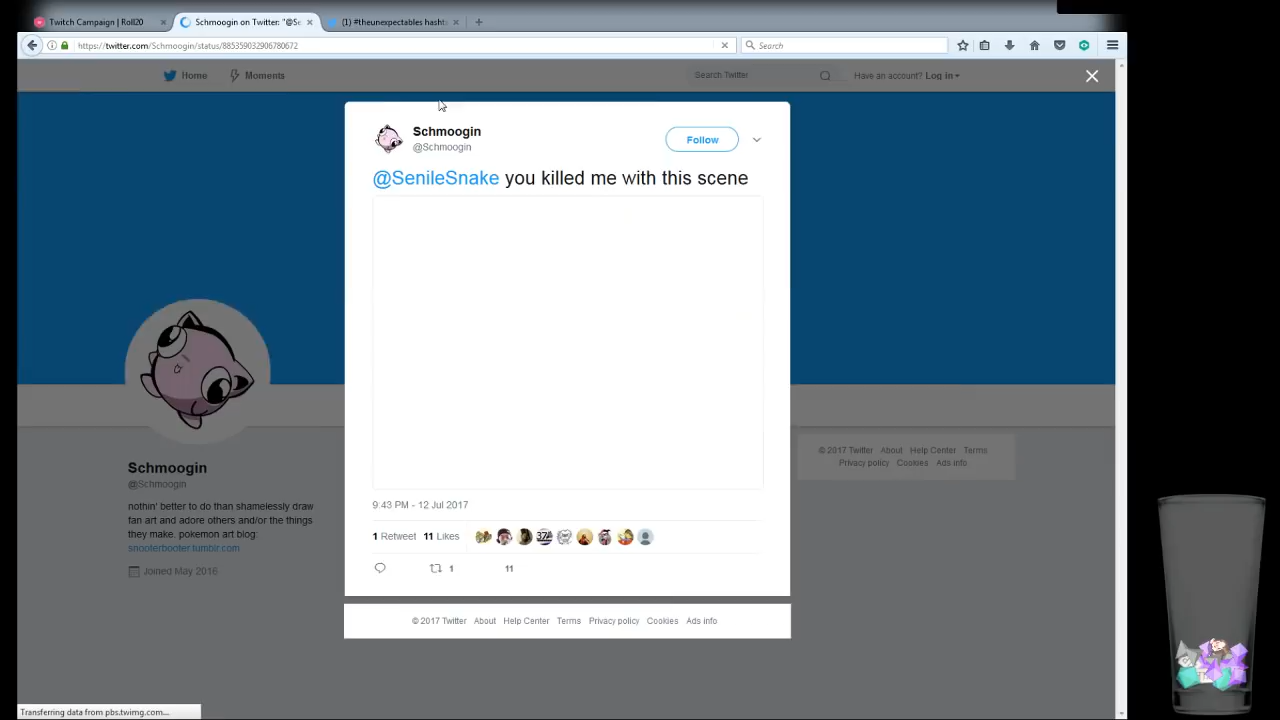 Twitch Campaign | Roll20
Schmoogin on Twitter: "@Se
(1) #theunexpectables hasht
https://twitter.com/Schmoogin/status/885359032906780672
Search
Home
Moments
Search Twitter
Have an account? Log in
Schmoogin
@Schmoogin
Follow
@SenileSnake you killed me with this scene
9:43 PM - 12 Jul 2017
1 Retweet 11 Likes
1
11
© 2017 Twitter About Help Center Terms Privacy policy Cookies Ads info
Schmoogin
@Schmoogin
nothin' better to do than shamelessly draw
fan art and adore others and/or the things
they make. pokemon art blog:
snooterbooter.tumblr.com
Joined May 2016
© 2017 Twitter About Help Center Terms
Privacy policy Cookies Ads info
Transferring data from pbs.twimg.com...